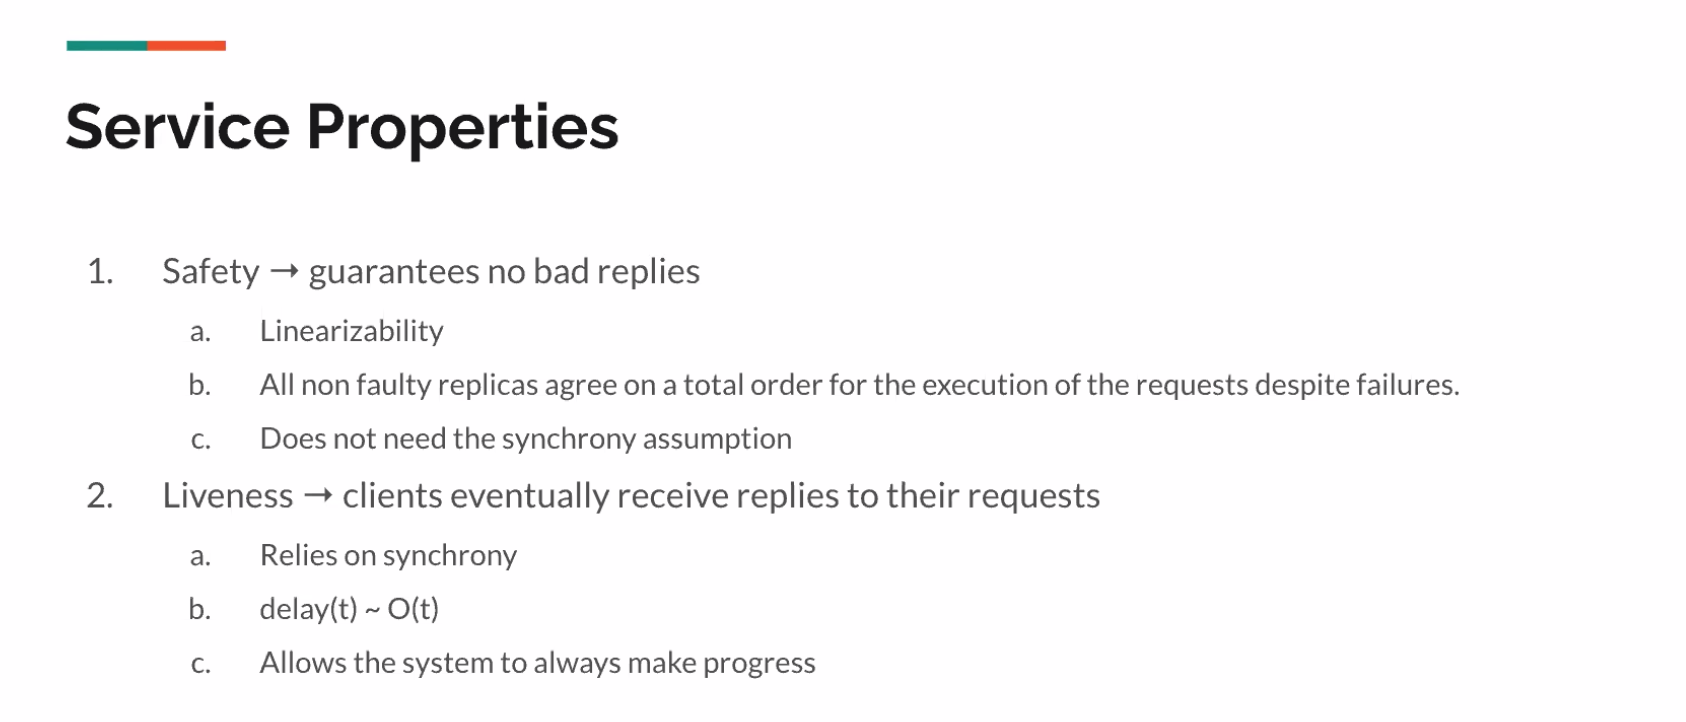 Service Properties
1. Safety → guarantees no bad replies
a. Linearizability
b. All non faulty replicas agree on a total order for the execution of the requests despite failures.
c. Does not need the synchrony assumption
2. Liveness → clients eventually receive replies to their requests
a. Relies on synchrony
b. delay(t) ~ O(t)
c. Allows the system to always make progress